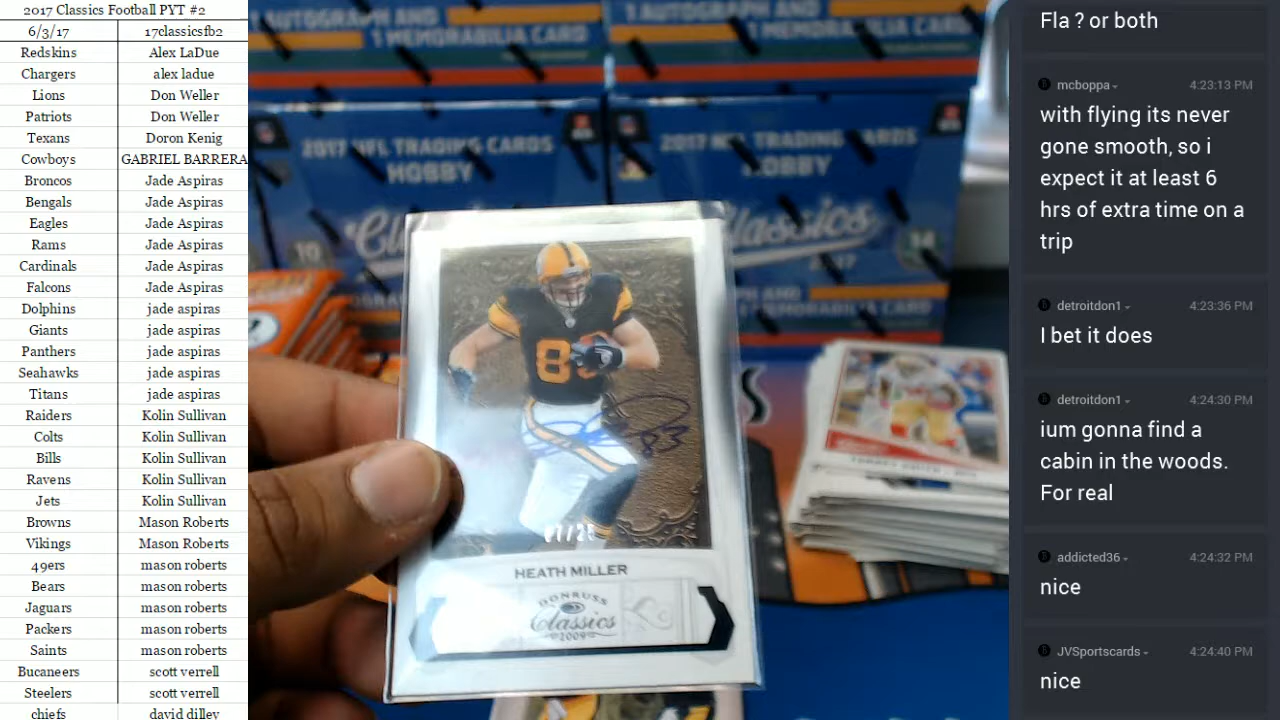 2017 Classics Football PYT #2
6/3/17 17classicsfb2
Redskins Alex LaDue
Chargers alex ladue
Lions Don Weller
Patriots Don Weller
Texans Doron Kenig
Cowboys GABRIEL BARRERA
Broncos Jade Aspiras
Bengals Jade Aspiras
Eagles Jade Aspiras
Rams Jade Aspiras
Cardinals Jade Aspiras
Falcons Jade Aspiras
Dolphins jade aspiras
Giants jade aspiras
Panthers jade aspiras
Seahawks jade aspiras
Titans jade aspiras
Raiders Kolin Sullivan
Colts Kolin Sullivan
Bills Kolin Sullivan
Ravens Kolin Sullivan
Jets Kolin Sullivan
Browns Mason Roberts
Vikings Mason Roberts
49ers mason roberts
Bears mason roberts
Jaguars mason roberts
Packers mason roberts
Saints mason roberts
Bucaneers scott verrell
Steelers scott verrell
chiefs david dilley
1 AUTOGRAPH AND
1 MEMORABILIA CARD
2017 NFL TRADING CARDS
HOBBY
2017 NFL TRADING CARDS
HOBBY
Classics
2017
83
HEATH MILLER
DONRUSS
Classics
2009
Fla ? or both
mcboppa 4:23:13 PM
with flying its never
gone smooth, so i
expect it at least 6
hrs of extra time on a
trip
detroitdon1 4:23:36 PM
I bet it does
detroitdon1 4:24:30 PM
ium gonna find a
cabin in the woods.
For real
addicted36 4:24:32 PM
nice
JVSportscards 4:24:40 PM
nice